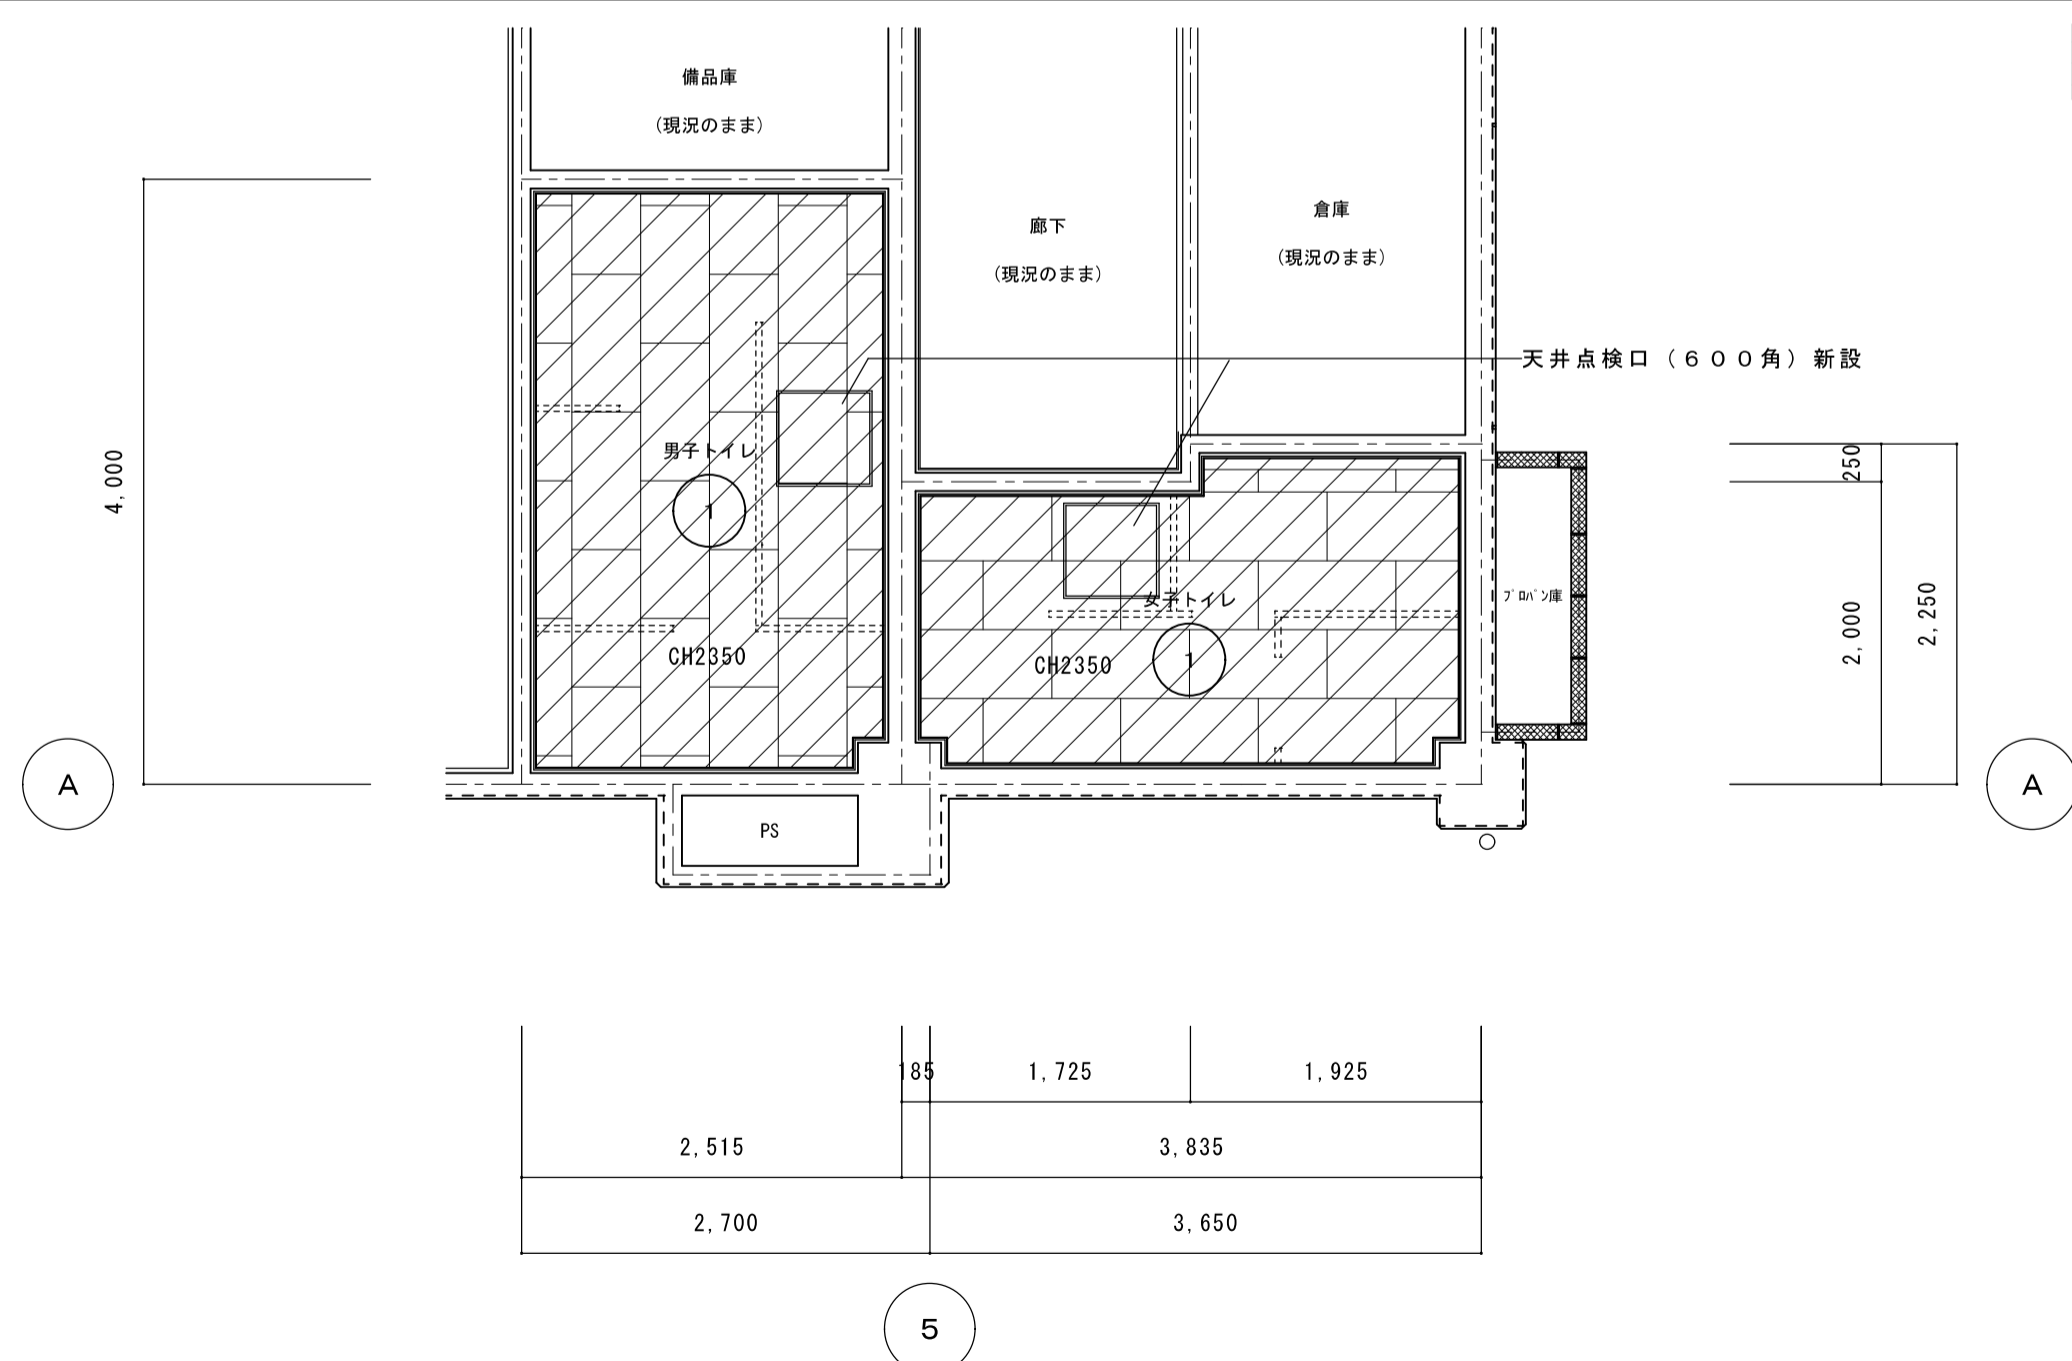 備品庫
(現況のまま)
廊下
(現況のまま)
倉庫
(現況のまま)
天井点検口（６００角）新設
4,000
男子トイレ
1
CH2350
女子トイレ
1
CH2350
ﾌﾟﾛﾊﾟﾝ庫
250
2,000
2,250
A
A
PS
185
1,725
1,925
2,515
3,835
2,700
3,650
5